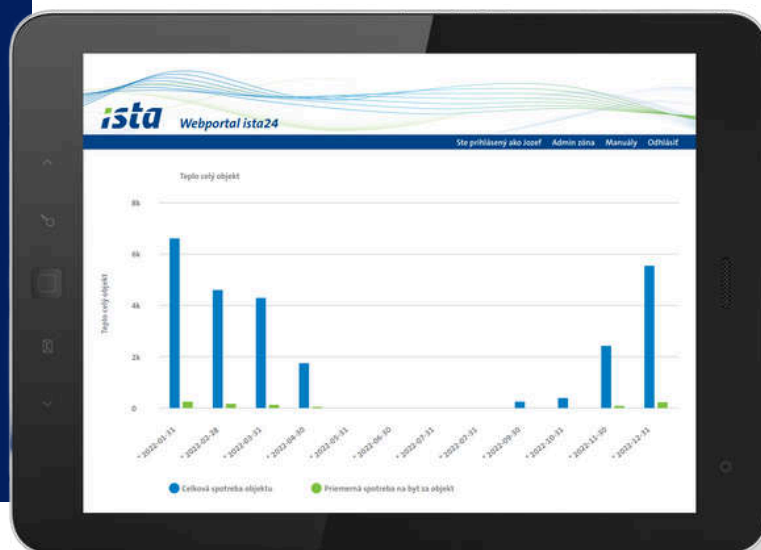 ista
Webportal ista24
Ste prihlásený ako Jozef Admin zóna Manuály Odhlásiť
Teplo celý objekt
8k
6k
4k
2k
0
Teplo celý objekt
* 2022-01-31
* 2022-02-28
* 2022-03-31
* 2022-04-30
* 2022-05-31
* 2022-06-30
* 2022-07-31
* 2022-07-31
* 2022-09-30
* 2022-10-31
* 2022-11-30
* 2022-12-31
Celková spotreba objektu
Priemerná spotreba na byt za objekt